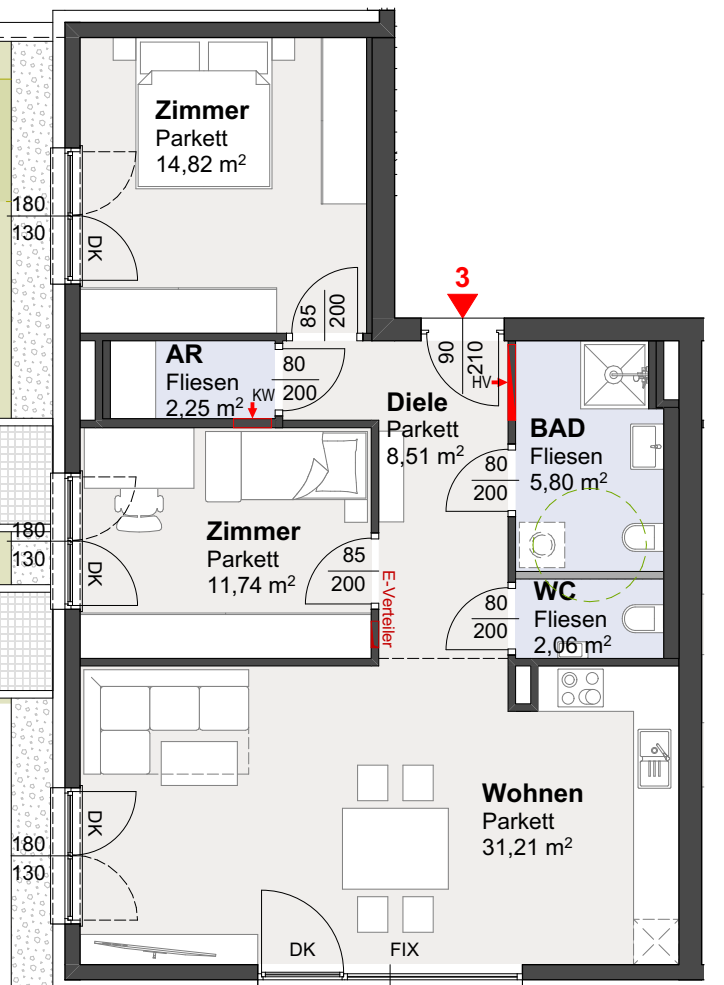 Zimmer
Parkett
14,82 m²
180
130
DK
85
200
3
90
210
HV
AR
Fliesen
2,25 m²
KW
80
200
Diele
Parkett
8,51 m²
BAD
Fliesen
5,80 m²
80
200
180
130
DK
Zimmer
Parkett
11,74 m²
85
200
E-Verteiler
WC
Fliesen
2,06 m²
80
200
Wohnen
Parkett
31,21 m²
180
130
DK
DK
FIX